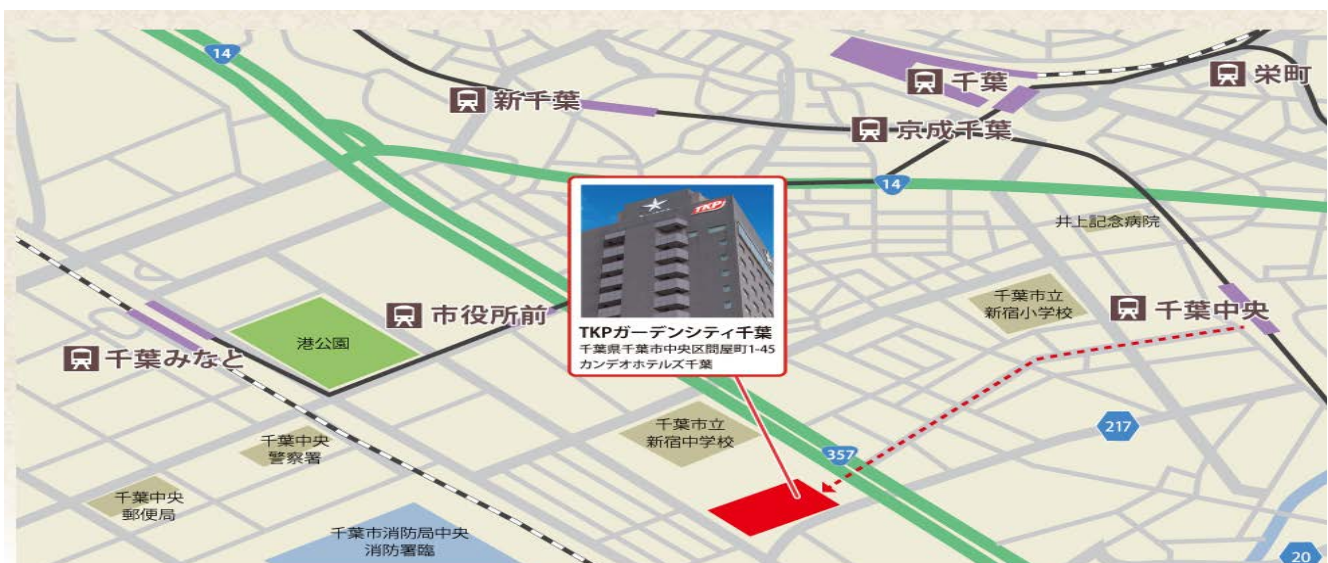 14
新千葉
千葉
栄町
京成千葉
14
井上記念病院
TKP
TKPガーデンシティ千葉
千葉県千葉市中央区問屋町1-45
カンデオホテルズ千葉
千葉市立
新宿小学校
千葉中央
市役所前
港公園
千葉みなと
千葉市立
新宿中学校
217
357
千葉中央
警察署
千葉中央
郵便局
千葉市消防局中央
消防署臨
20